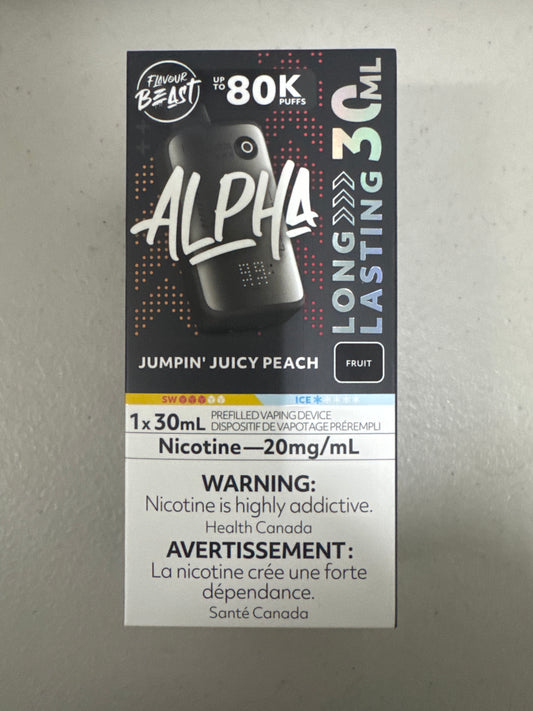 FLAVOUR
BEAST
UP TO 80K PUFFS
LONG LASTING 30ML
ALPHA
99
JUMPIN' JUICY PEACH
FRUIT
SW ICE
1x30mL PREFILLED VAPING DEVICE
DISPOSITIF DE VAPOTAGE PRÉREMPLI
Nicotine—20mg/mL
WARNING:
Nicotine is highly addictive.
Health Canada
AVERTISSEMENT:
La nicotine crée une forte
dépendance.
Santé Canada